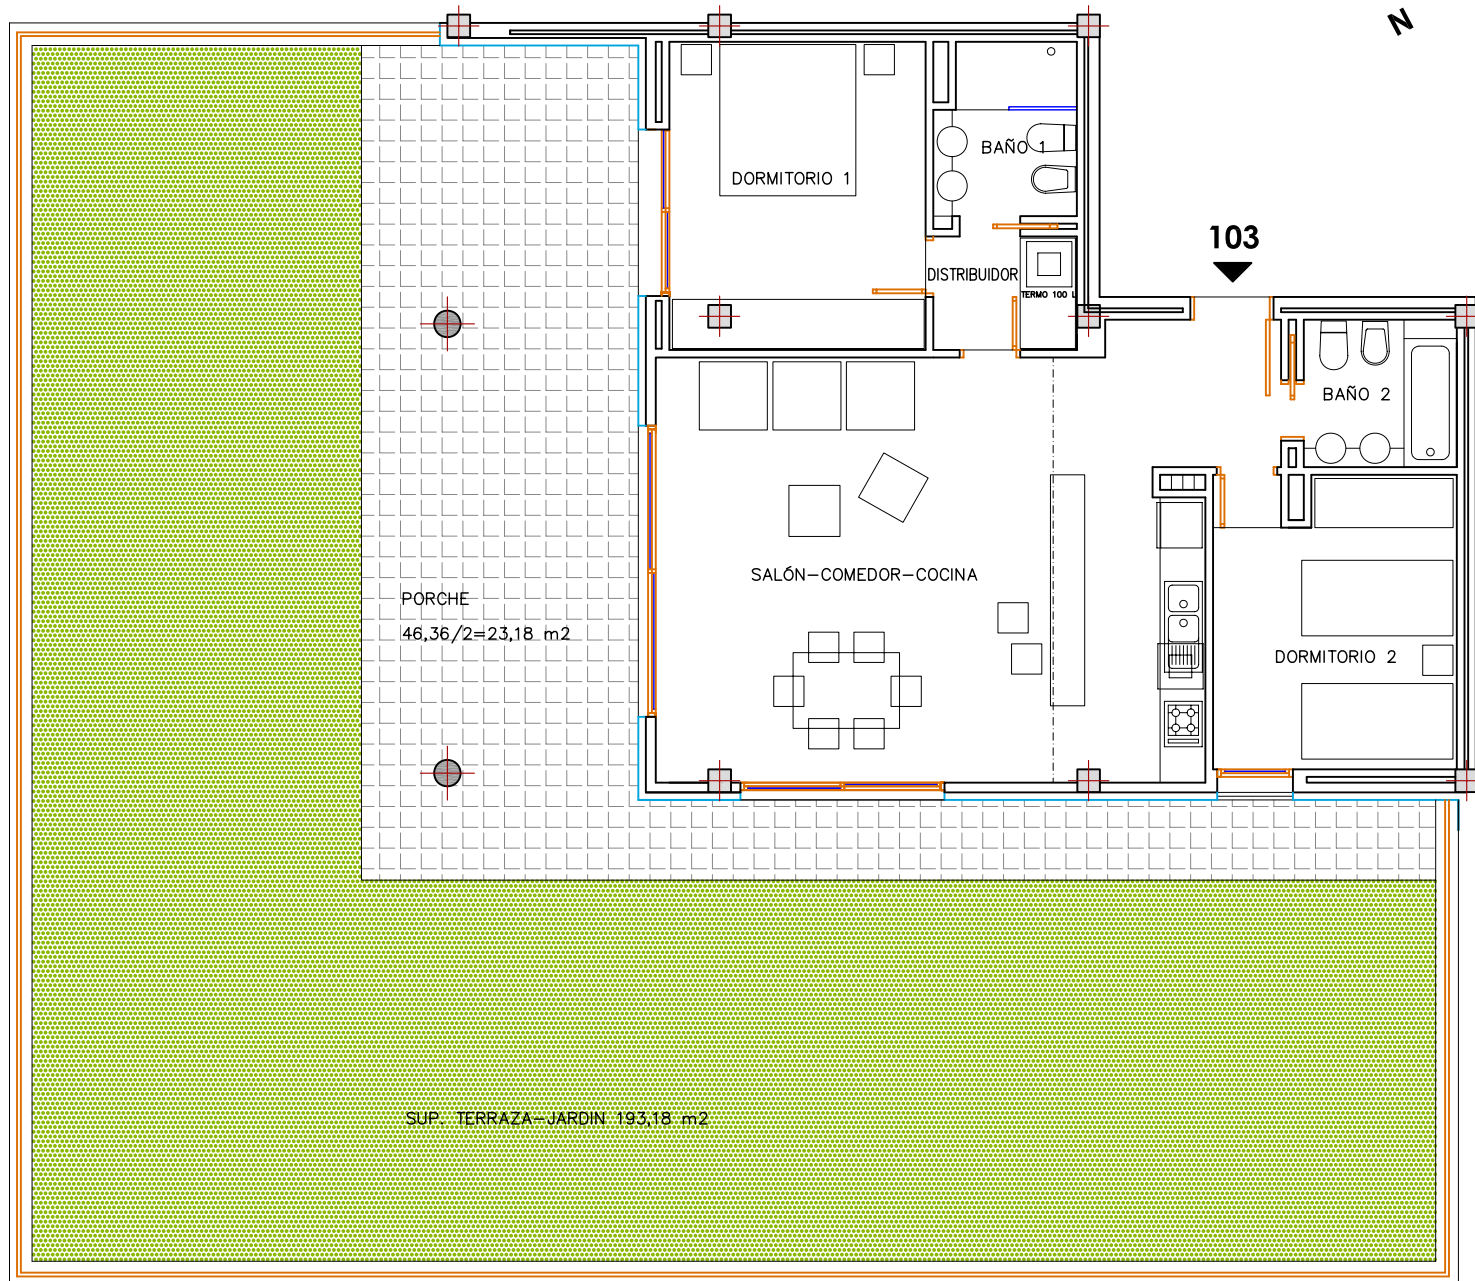 N
BAÑO 1
DORMITORIO 1
103
DISTRIBUIDOR
TERMO 100 L
BAÑO 2
SALÓN-COMEDOR-COCINA
PORCHE
46,36/2=23,18 m2
DORMITORIO 2
SUP. TERRAZA-JARDIN 193,18 m2